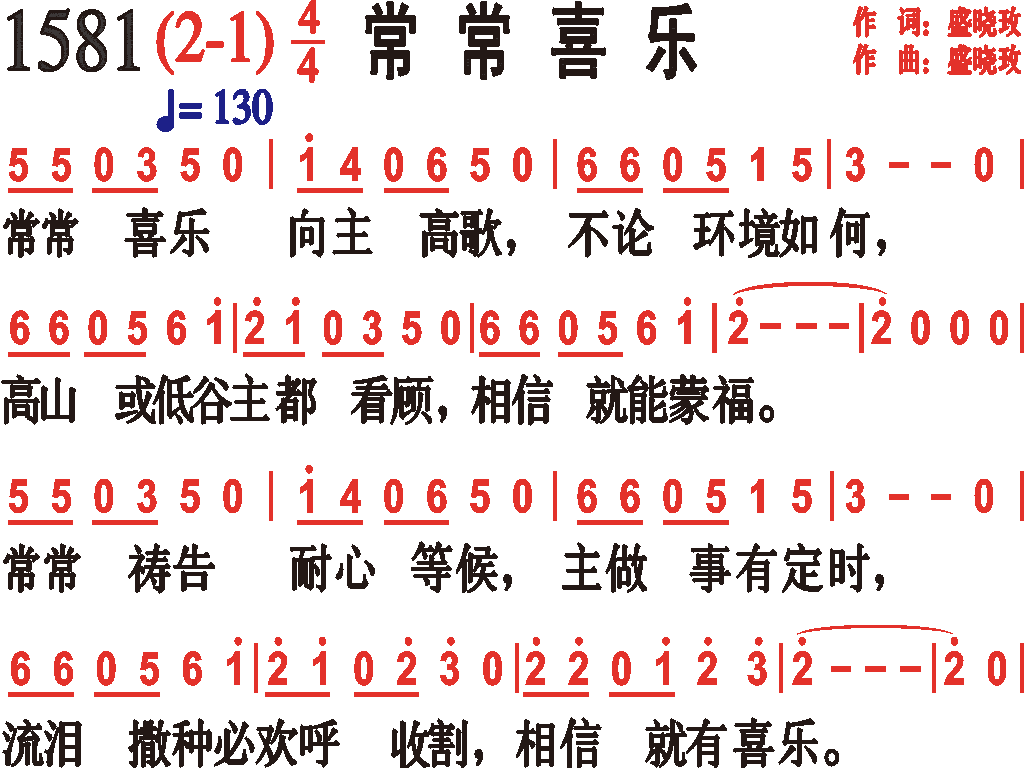 1581 (2-1) 4/4 常常喜乐 作 词：盛晓玫
作 曲：盛晓玫
♩= 130
5 5 0 3 5 0 | 1̇ 4 0 6 5 0 | 6 6 0 5 1 5 | 3 - - 0 |
常常 喜乐 向主 高歌，不论 环境如何，
6 6 0 5 6 1̇ | 2̇ 1̇ 0 3 5 0 | 6 6 0 5 6 1̇ | 2̇ - - - | 2̇ 0 0 0 |
高山 或低谷主都 看顾，相信 就能蒙福。
5 5 0 3 5 0 | 1̇ 4 0 6 5 0 | 6 6 0 5 1 5 | 3 - - 0 |
常常 祷告 耐心 等候，主做 事有定时，
6 6 0 5 6 1̇ | 2̇ 1̇ 0 2̇ 3̇ 0 | 2̇ 2̇ 0 1̇ 2̇ 3̇ | 2̇ - - - | 2̇ 0 |
流泪 撒种必欢呼 收割，相信 就有喜乐。